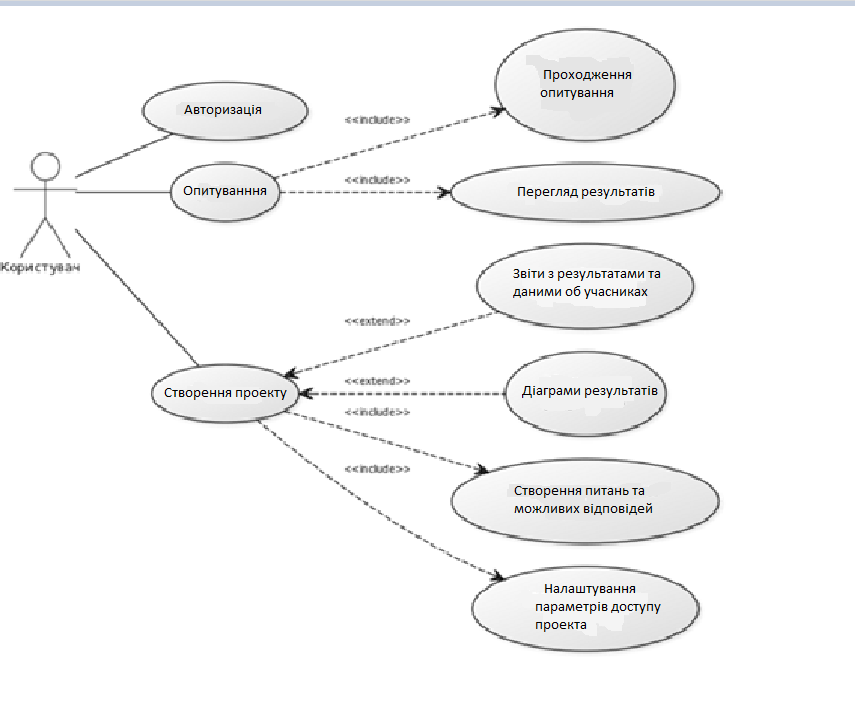 Проходження
опитування
Авторизація
<<include>>
<<include>>
Опитуванння
Перегляд результатів
Користувач
Звіти з результатами та
даними об учасниках
<<extend>>
<<extend>>
Створення проекту
Діаграми результатів
<<include>>
<<include>>
Створення питань та
можливих відповідей
Налаштування
параметрів доступу
проекта